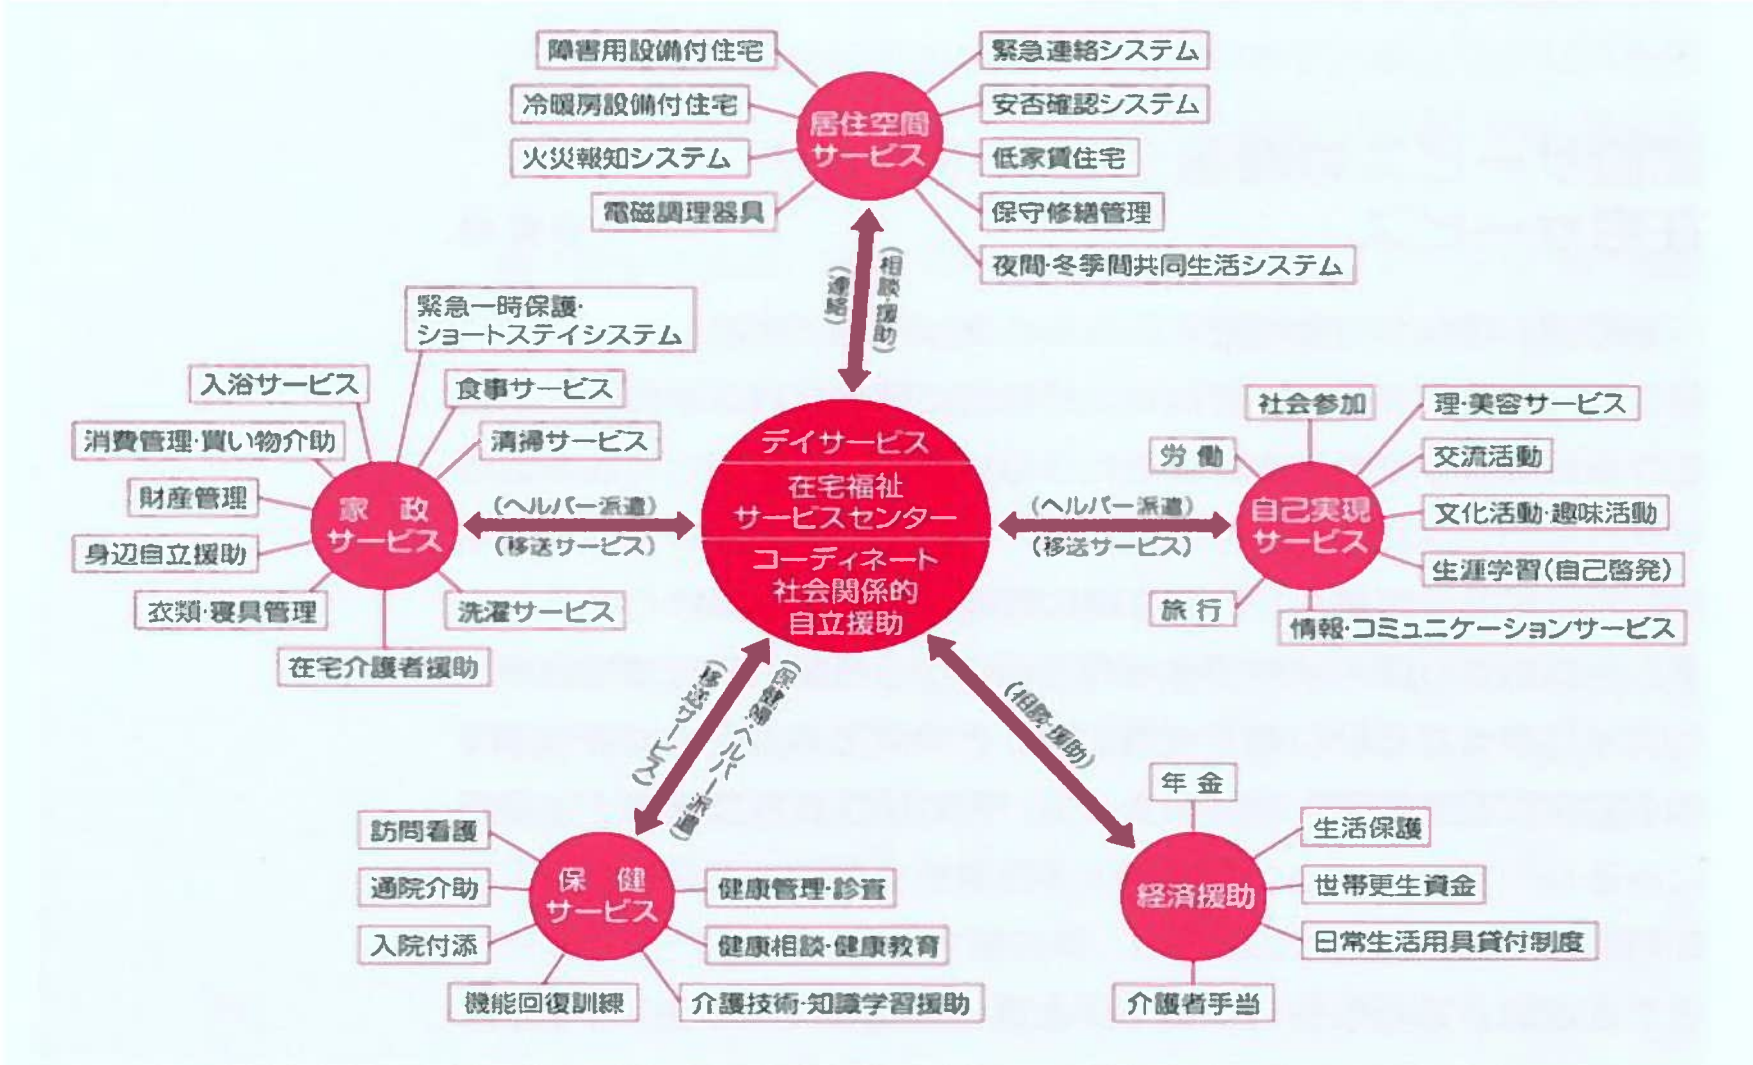 障害用設備付住宅
冷暖房設備付住宅
火災報知システム
電磁調理器具
居住空間
サービス
緊急連絡システム
安否確認システム
低家賃住宅
保守修繕管理
夜間・冬季間共同生活システム
(連絡)
(相談・援助)
緊急一時保護・
ショートステイシステム
入浴サービス
食事サービス
消費管理・買い物介助
清掃サービス
財産管理
家 政
サービス
身辺自立援助
衣類・寝具管理
洗濯サービス
在宅介護者援助
(ヘルパー派遣)
(移送サービス)
デイサービス
在宅福祉
サービスセンター
コーディネート
社会関係的
自立援助
(ヘルパー派遣)
(移送サービス)
社会参加
理・美容サービス
労 働
交流活動
自己実現
サービス
文化活動・趣味活動
生涯学習(自己啓発)
旅 行
情報・コミュニケーションサービス
(移送サービス)
(保健婦・ヘルパー派遣)
(相談・援助)
訪問看護
通院介助
入院付添
機能回復訓練
保 健
サービス
健康管理・診査
健康相談・健康教育
介護技術・知識学習援助
年 金
生活保護
経済援助
世帯更生資金
日常生活用具貸付制度
介護者手当